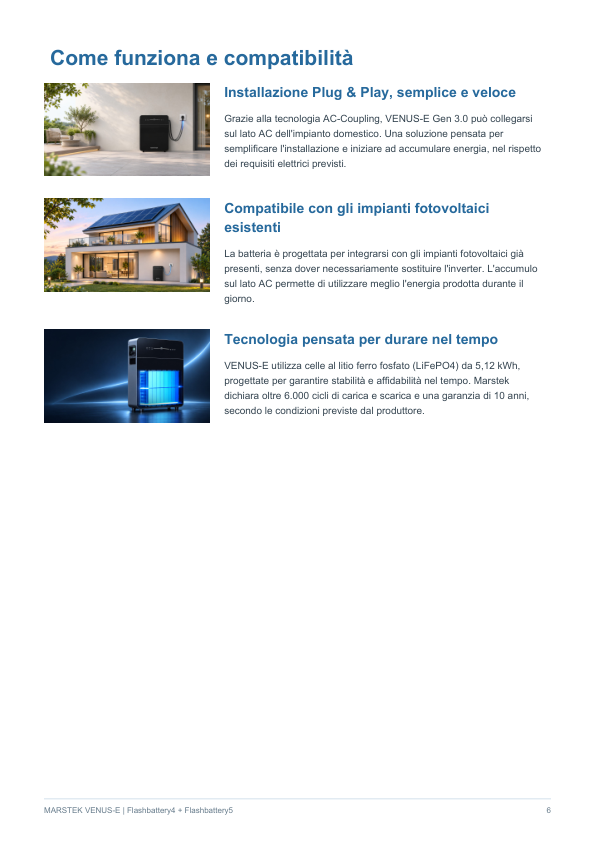 Come funziona e compatibilità
Installazione Plug & Play, semplice e veloce
Grazie alla tecnologia AC-Coupling, VENUS-E Gen 3.0 può collegarsi
sul lato AC dell'impianto domestico. Una soluzione pensata per
semplificare l'installazione e iniziare ad accumulare energia, nel rispetto
dei requisiti elettrici previsti.
Compatibile con gli impianti fotovoltaici
esistenti
La batteria è progettata per integrarsi con gli impianti fotovoltaici già
presenti, senza dover necessariamente sostituire l'inverter. L'accumulo
sul lato AC permette di utilizzare meglio l'energia prodotta durante il
giorno.
Tecnologia pensata per durare nel tempo
VENUS-E utilizza celle al litio ferro fosfato (LiFePO4) da 5,12 kWh,
progettate per garantire stabilità e affidabilità nel tempo. Marstek
dichiara oltre 6.000 cicli di carica e scarica e una garanzia di 10 anni,
secondo le condizioni previste dal produttore.
MARSTEK VENUS-E | Flashbattery4 + Flashbattery5
6